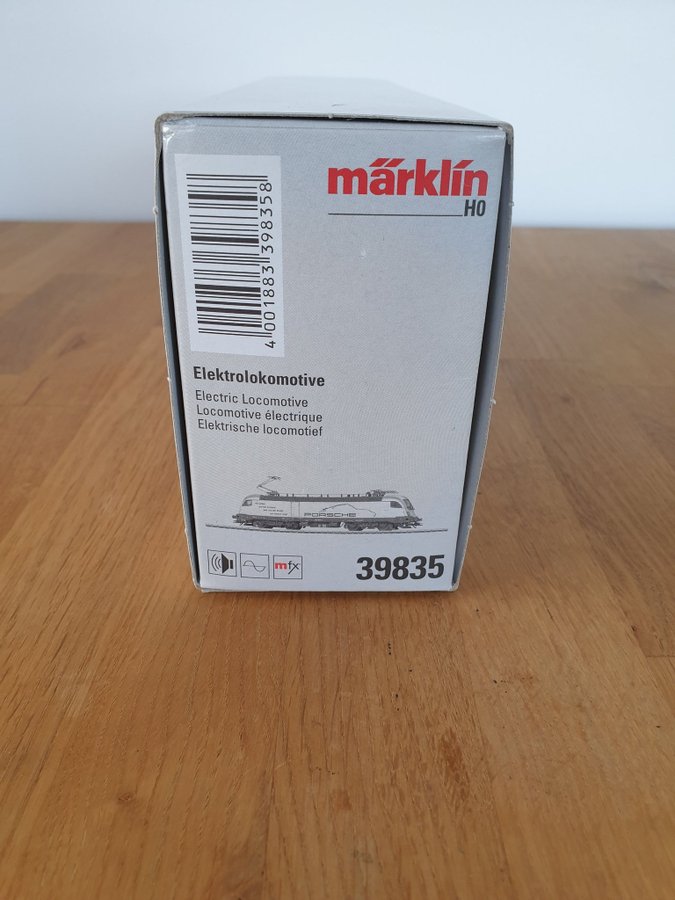 märklin
H0
4 001883 398358
Elektrolokomotive
Electric Locomotive
Locomotive électrique
Elektrische locomotief
PORSCHE
mfx
39835